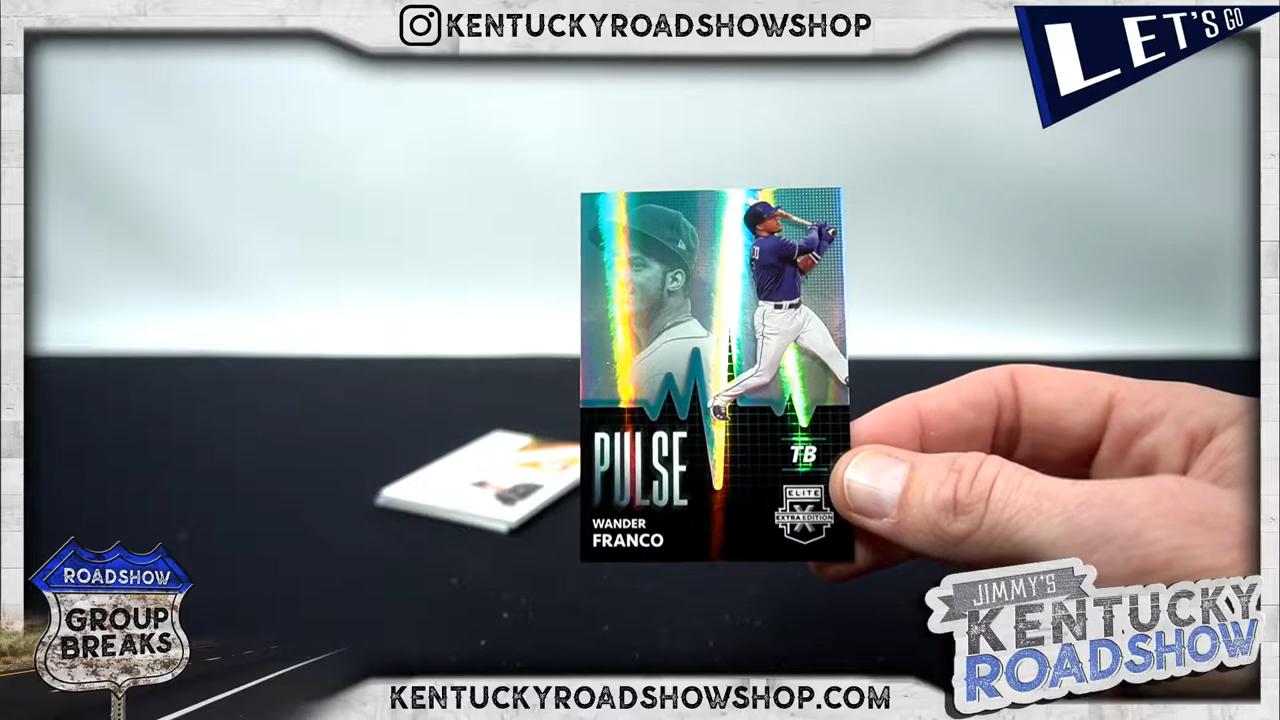 KENTUCKYROADSHOWSHOP
LET'S GO
PULSE
WANDER
FRANCO
TB
ELITE
X
EXTRA EDITION
ROADSHOW
GROUP
BREAKS
JIMMY'S
KENTUCKY
ROADSHOW
KENTUCKYROADSHOWSHOP.COM